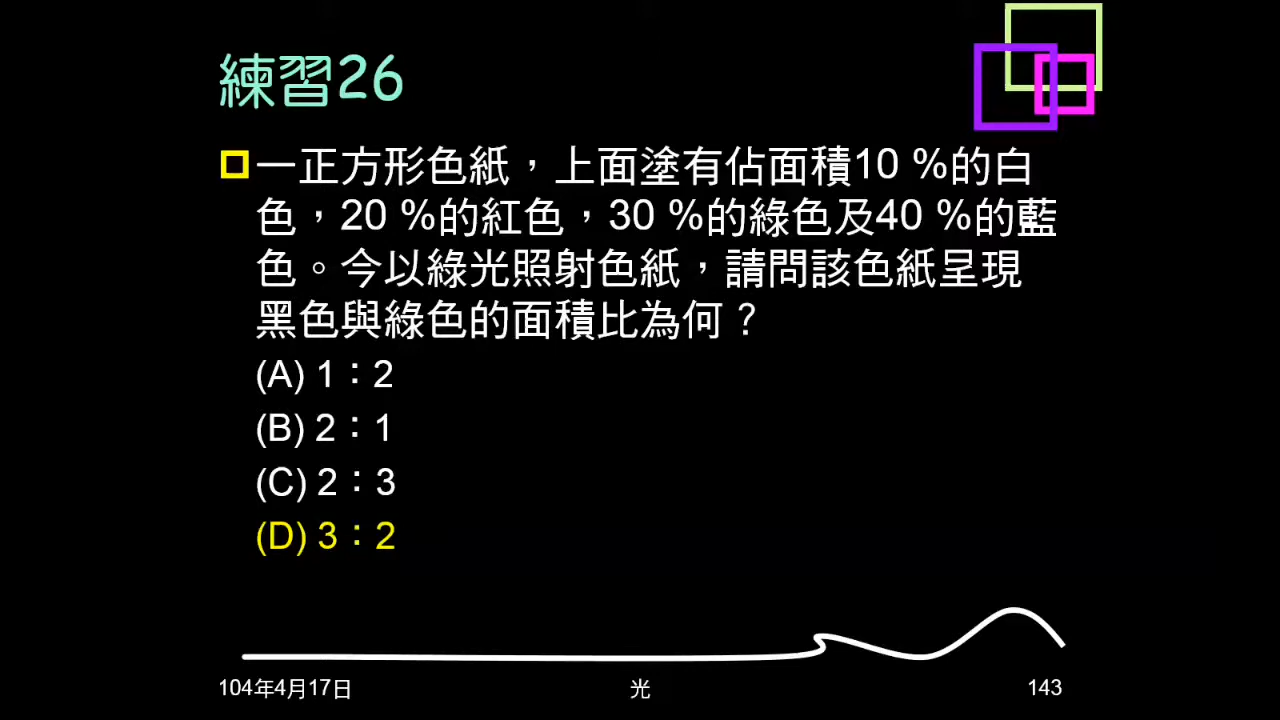 練習26
一正方形色紙，上面塗有佔面積10 %的白
色，20 %的紅色，30 %的綠色及40 %的藍
色。今以綠光照射色紙，請問該色紙呈現
黑色與綠色的面積比為何？
(A) 1：2
(B) 2：1
(C) 2：3
(D) 3：2
104年4月17日
光
143